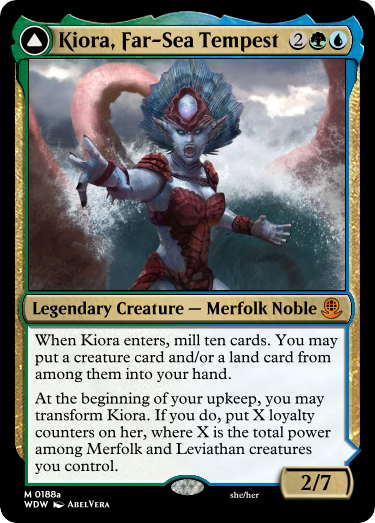 Kiora, Far-Sea Tempest 2
Legendary Creature — Merfolk Noble
When Kiora enters, mill ten cards. You may
put a creature card and/or a land card from
among them into your hand.
At the beginning of your upkeep, you may
transform Kiora. If you do, put X loyalty
counters on her, where X is the total power
among Merfolk and Leviathan creatures
you control.
2/7
M 0188a
she/her
WDW AbelVera